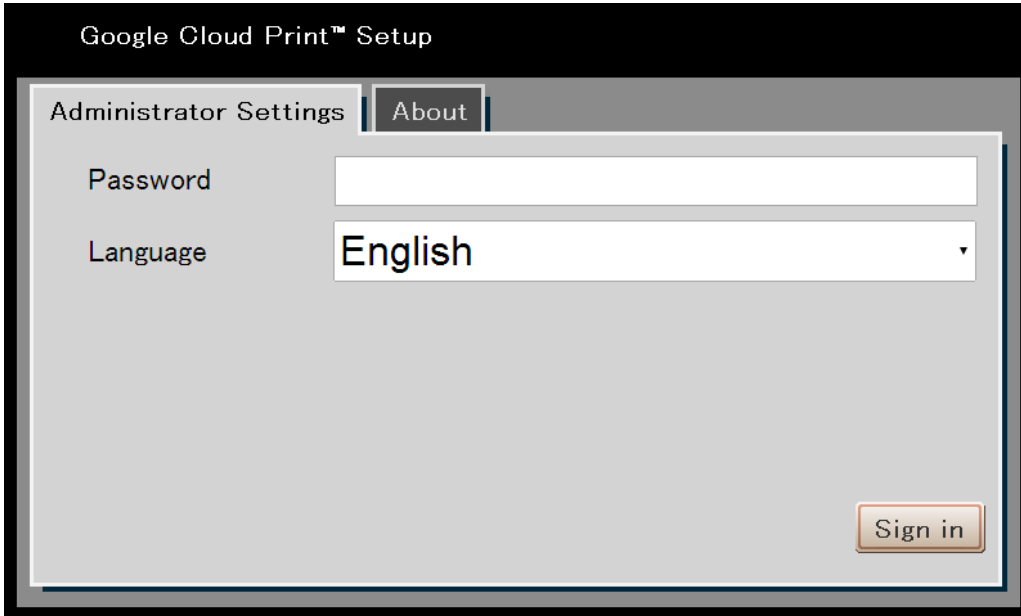 Google Cloud Print™ Setup
Administrator Settings About
Password
Language English
Sign in